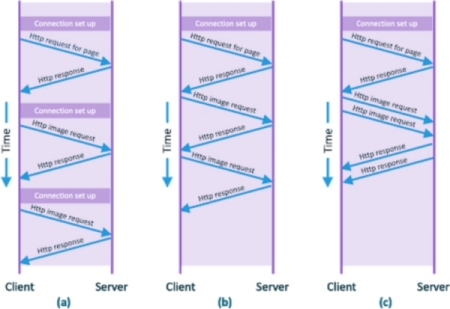 Connection set up
Http request for page
Http response
Connection set up
Http image request
Http response
Connection set up
Http image request
Http response
Time
Client
Server
(a)
Connection set up
Http request for page
Http response
Http image request
Http response
Http image request
Http response
Time
Client
Server
(b)
Connection set up
Http request for page
Http response
Http image request
Http image request
Http response
Http response
Time
Client
Server
(c)